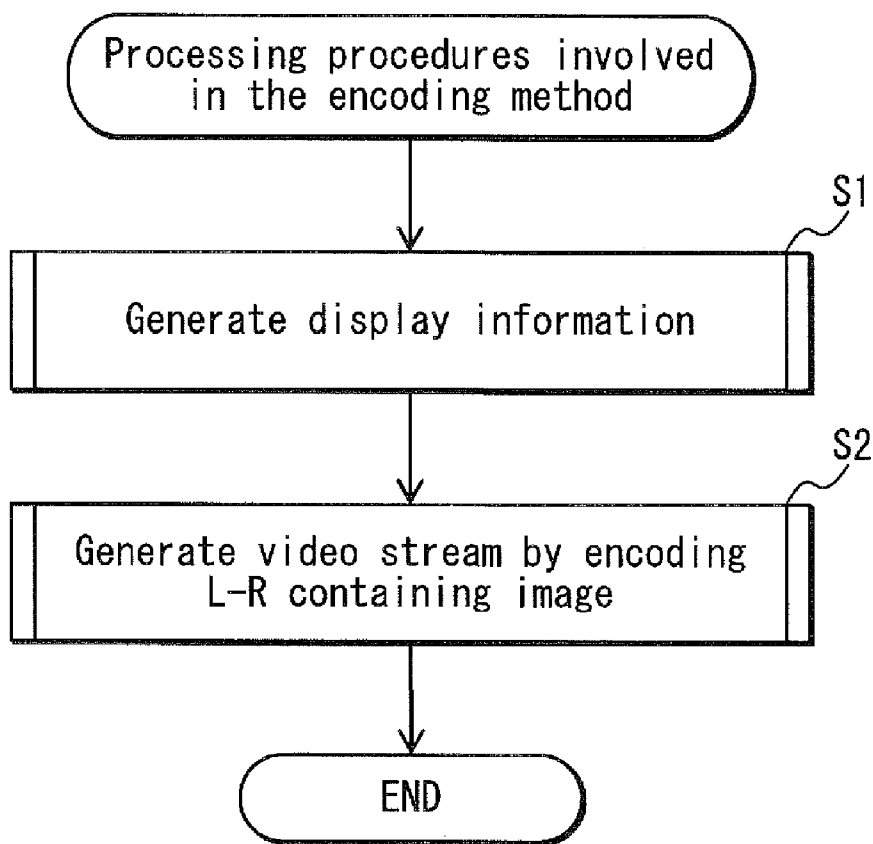 Processing procedures involved
in the encoding method
S1
Generate display information
S2
Generate video stream by encoding
L-R containing image
END